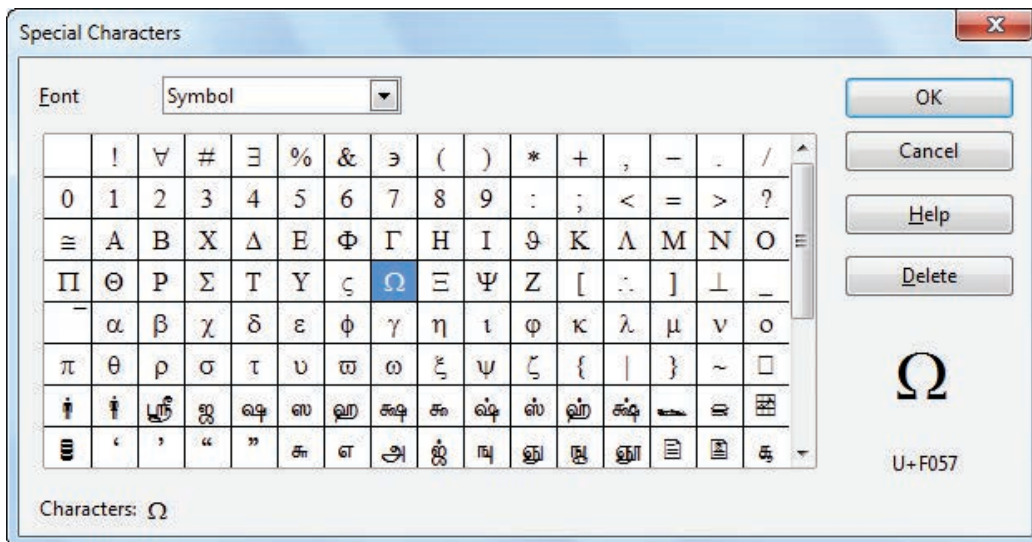 Special Characters
Font Symbol OK
! ∀ # ∃ % & ϶ ( ) * + , − . / Cancel
0 1 2 3 4 5 6 7 8 9 : ; < = > ? Help
≅ Α Β Χ Δ Ε Φ Γ Η Ι ϑ Κ Λ Μ Ν Ο
Π Θ Ρ Σ Τ Υ ς Ω Ξ Ψ Ζ [ ∴ ] ⊥ _ Delete
‾ α β χ δ ε ϕ γ η ι φ κ λ μ ν ο
π θ ρ σ τ υ ϖ ω ξ ψ ζ { | } ~ □
ஸ்ரீ ஜ ஷ ஸ ஹ க்ஷ ஷ் ஸ் ஹ் க்ஷ் Ω
‘ ’ “ ” எ அ ஜ் ஙு ஞு ஞூ U+F057
Characters: Ω